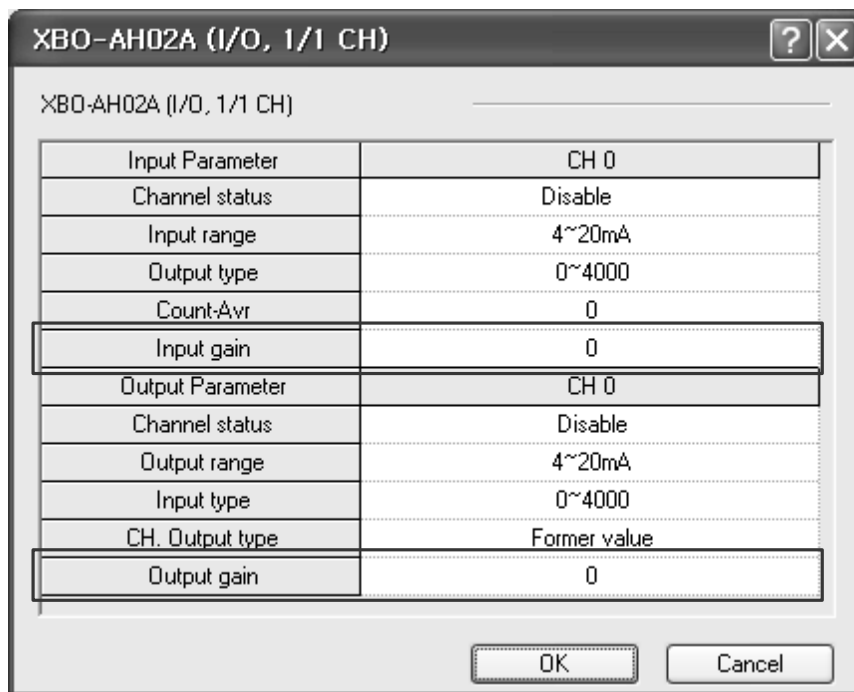 XBO-AH02A (I/O, 1/1 CH)
XBO-AH02A (I/O, 1/1 CH)
Input Parameter CH 0
Channel status Disable
Input range 4~20mA
Output type 0~4000
Count-Avr 0
Input gain 0
Output Parameter CH 0
Channel status Disable
Output range 4~20mA
Input type 0~4000
CH. Output type Former value
Output gain 0
OK Cancel